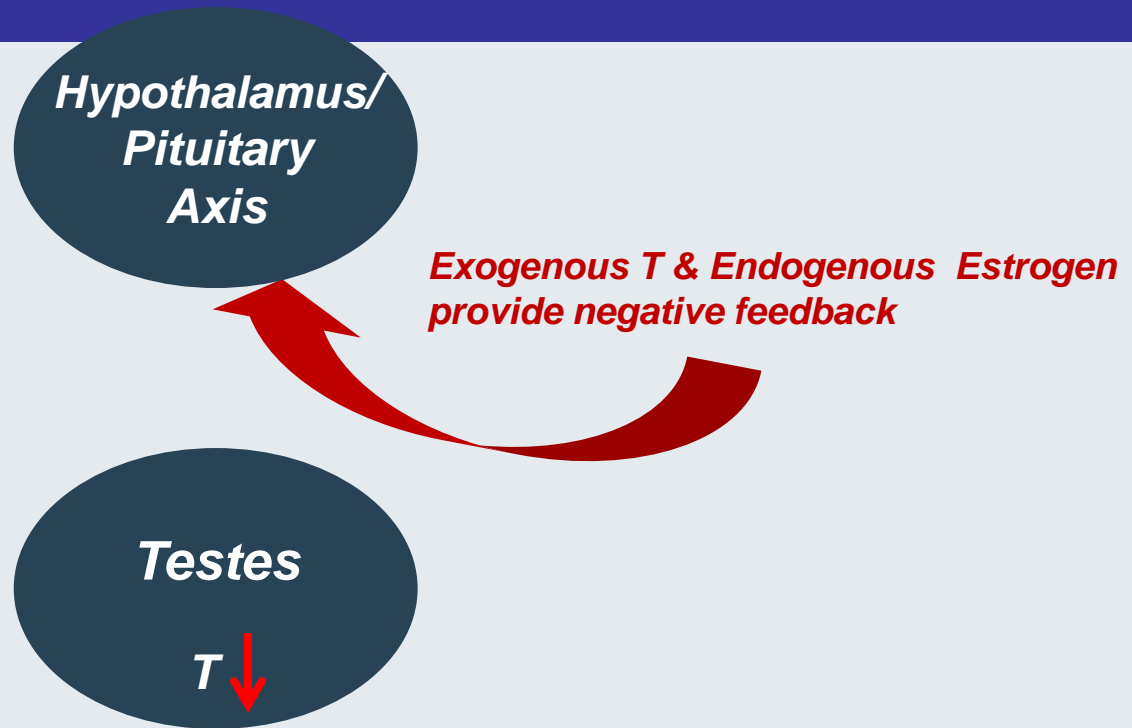 Hypothalamus/
Pituitary
Axis
Exogenous T & Endogenous Estrogen
provide negative feedback
Testes
T